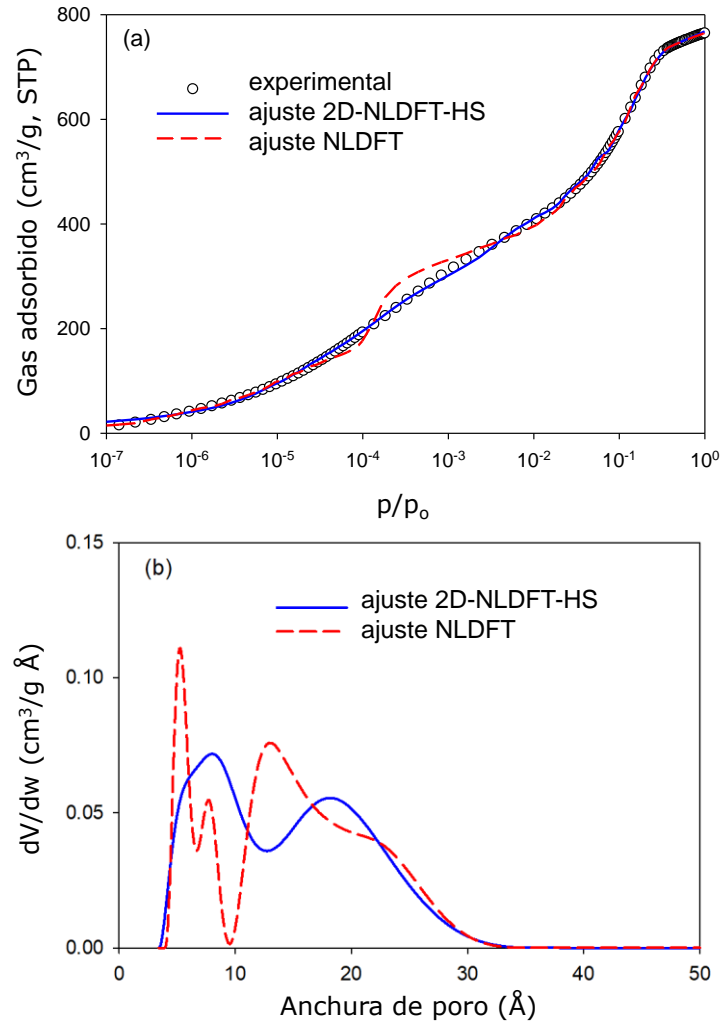 (a)
800
600
400
200
0
Gas adsorbido (cm³/g, STP)
experimental
ajuste 2D-NLDFT-HS
ajuste NLDFT
10⁻⁷ 10⁻⁶ 10⁻⁵ 10⁻⁴ 10⁻³ 10⁻² 10⁻¹ 10⁰
p/pₒ
(b)
0.15
0.10
0.05
0.00
dV/dw (cm³/g Å)
ajuste 2D-NLDFT-HS
ajuste NLDFT
0 10 20 30 40 50
Anchura de poro (Å)